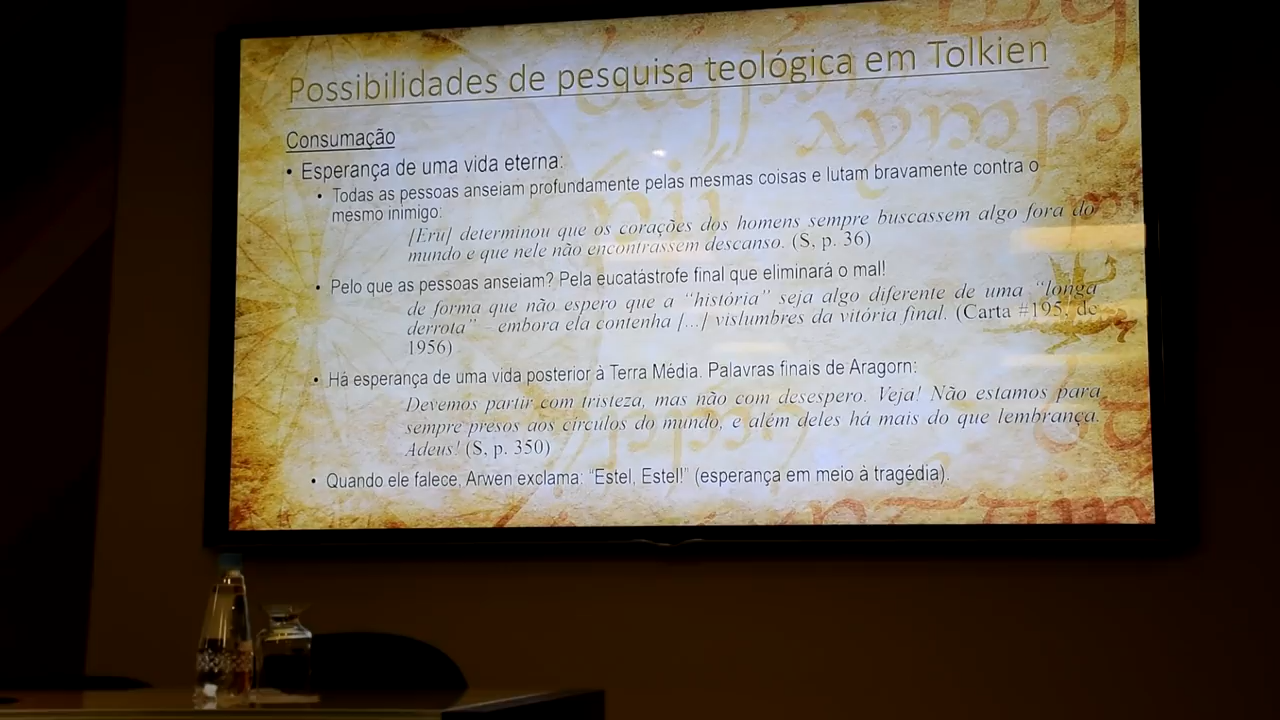 Possibilidades de pesquisa teológica em Tolkien
Consumação
• Esperança de uma vida eterna:
• Todas as pessoas anseiam profundamente pelas mesmas coisas e lutam bravamente contra o
mesmo inimigo:
[Eru] determinou que os corações dos homens sempre buscassem algo fora do
mundo e que nele não encontrassem descanso. (S, p. 36)
• Pelo que as pessoas anseiam? Pela eucatástrofe final que eliminará o mal!
de forma que não espero que a “história” seja algo diferente de uma “longa
derrota” – embora ela contenha [...] vislumbres da vitória final. (Carta #195, de
1956)
• Há esperança de uma vida posterior à Terra Média. Palavras finais de Aragorn:
Devemos partir com tristeza, mas não com desespero. Veja! Não estamos para
sempre presos aos círculos do mundo, e além deles há mais do que lembrança.
Adeus! (S, p. 350)
• Quando ele falece, Arwen exclama: “Estel, Estel!” (esperança em meio à tragédia).